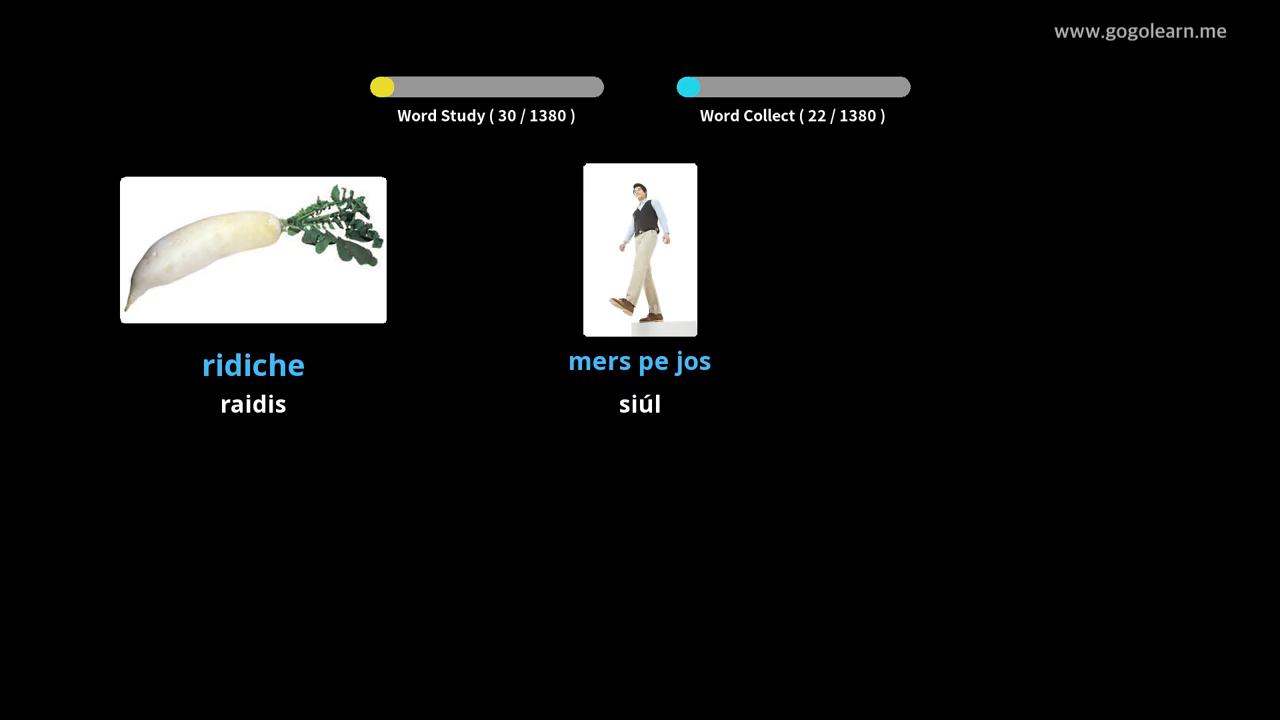 www.gogolearn.me
Word Study ( 30 / 1380 )
Word Collect ( 22 / 1380 )
ridiche
raidis
mers pe jos
siúl